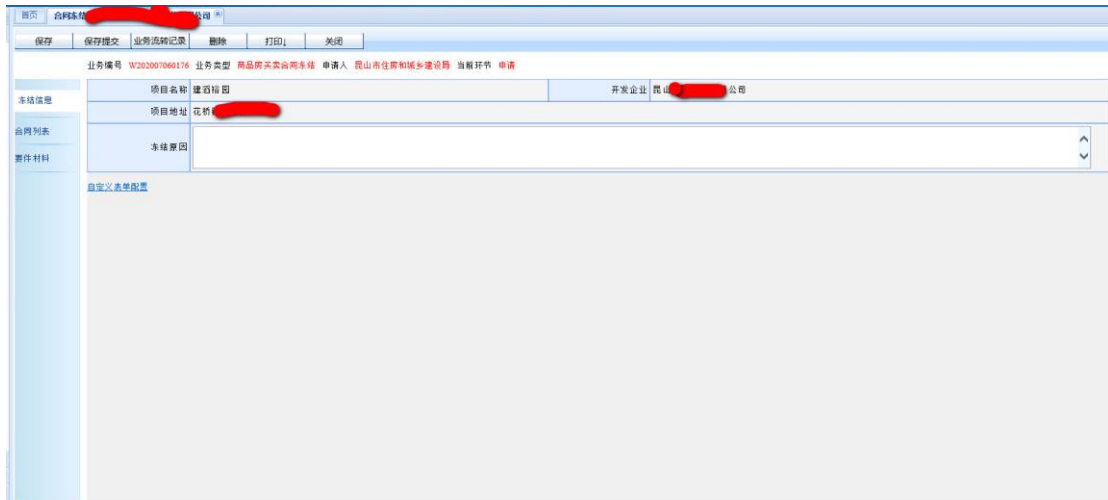 首页 合同冻结 公司
保存 保存提交 业务流转记录 删除 打印↓ 关闭
业务编号 W202007060176 业务类型 商品房买卖合同冻结 申请人 昆山市住房和城乡建设局 当前环节 申请
冻结信息
合同列表
要件材料
项目名称 建滔裕园 开发企业 昆山 公司
项目地址 花桥
冻结原因
自定义表单配置